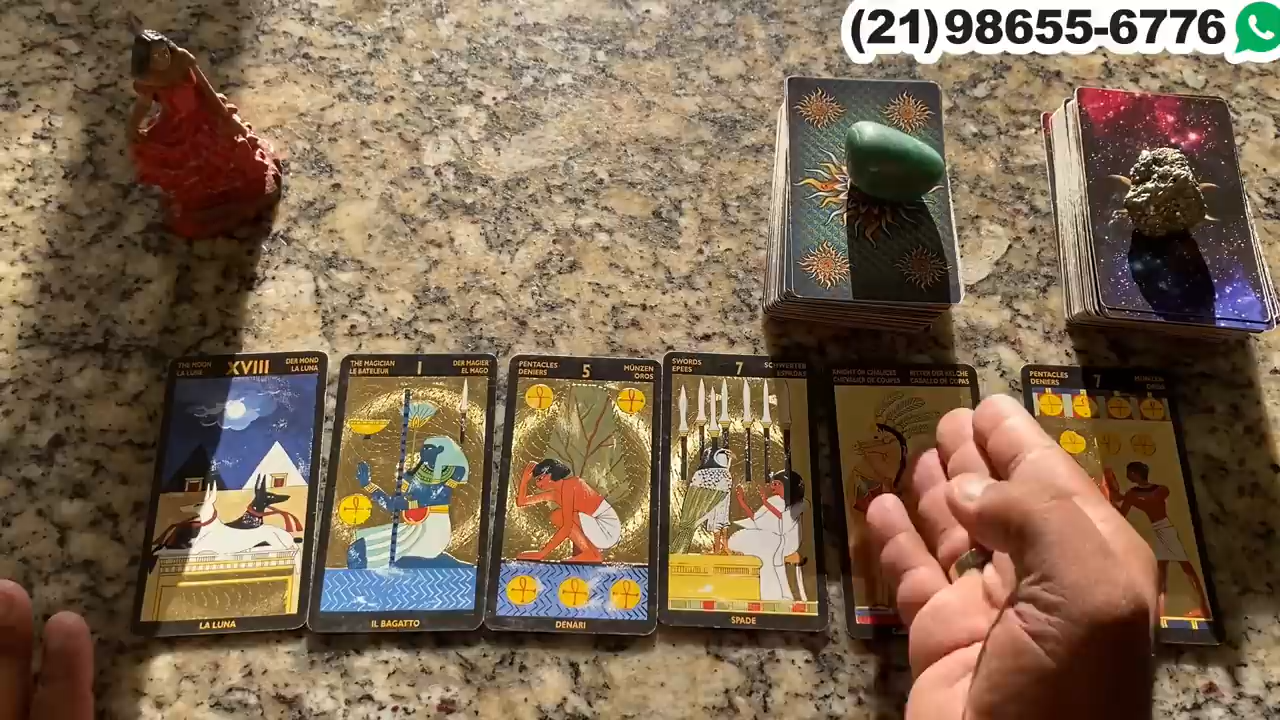 (21)98655-6776
THE MOON
LA LUNE
XVIII
DER MOND
LA LUNA
LA LUNA
THE MAGICIAN
LE BATELEUR
I
DER MAGIER
EL MAGO
IL BAGATTO
PENTACLES
DENIERS
5
MÜNZEN
OROS
DENARI
SWORDS
EPEES
7
SCHWERTER
ESPADAS
SPADE
KNIGHT OF CHALICES
CHEVALIER DE COUPES
RITTER DER KELCHE
CABALLO DE COPAS
PENTACLES
DENIERS
7
MÜNZEN
OROS